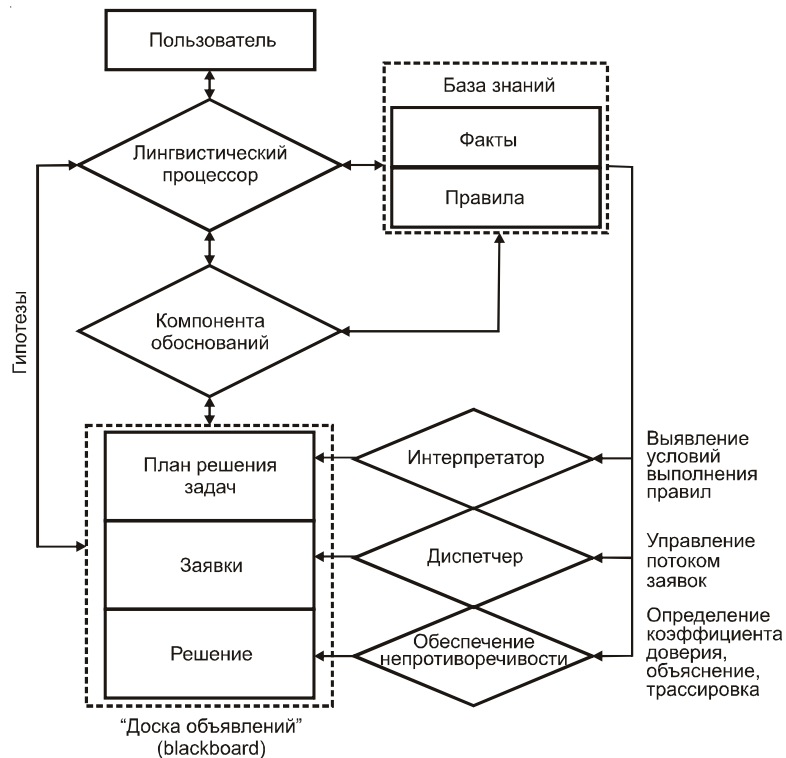 Пользователь
База знаний
Факты
Правила
Лингвистический
процессор
Компонента
обоснований
Гипотезы
План решения
задач
Заявки
Решение
“Доска объявлений”
(blackboard)
Интерпретатор
Диспетчер
Обеспечение
непротиворечивости
Выявление
условий
выполнения
правил
Управление
потоком
заявок
Определение
коэффициента
доверия,
объяснение,
трассировка